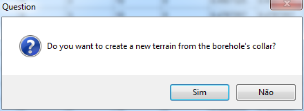 Question
Do you want to create a new terrain from the borehole's collar?
Sim
Não